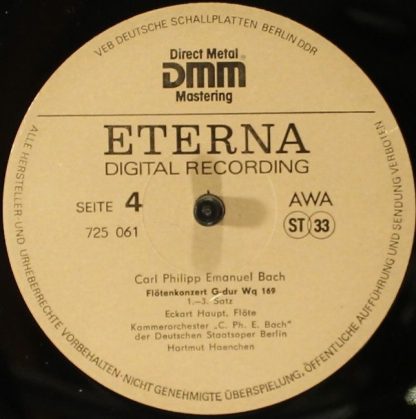 VEB DEUTSCHE SCHALLPLATTEN BERLIN DDR
Direct Metal
DMM
Mastering
ETERNA
DIGITAL RECORDING
SEITE 4
AWA
725 061
ST 33
Carl Philipp Emanuel Bach
Flötenkonzert G-dur Wq 169
1.—3. Satz
Eckart Haupt, Flöte
Kammerorchester „C. Ph. E. Bach“
der Deutschen Staatsoper Berlin
Hartmut Haenchen
ALLE HERSTELLER- UND URHEBERRECHTE VORBEHALTEN·NICHT GENEHMIGTE ÜBERSPIELUNG, ÖFFENTLICHE AUFFÜHRUNG UND SENDUNG VERBOTEN